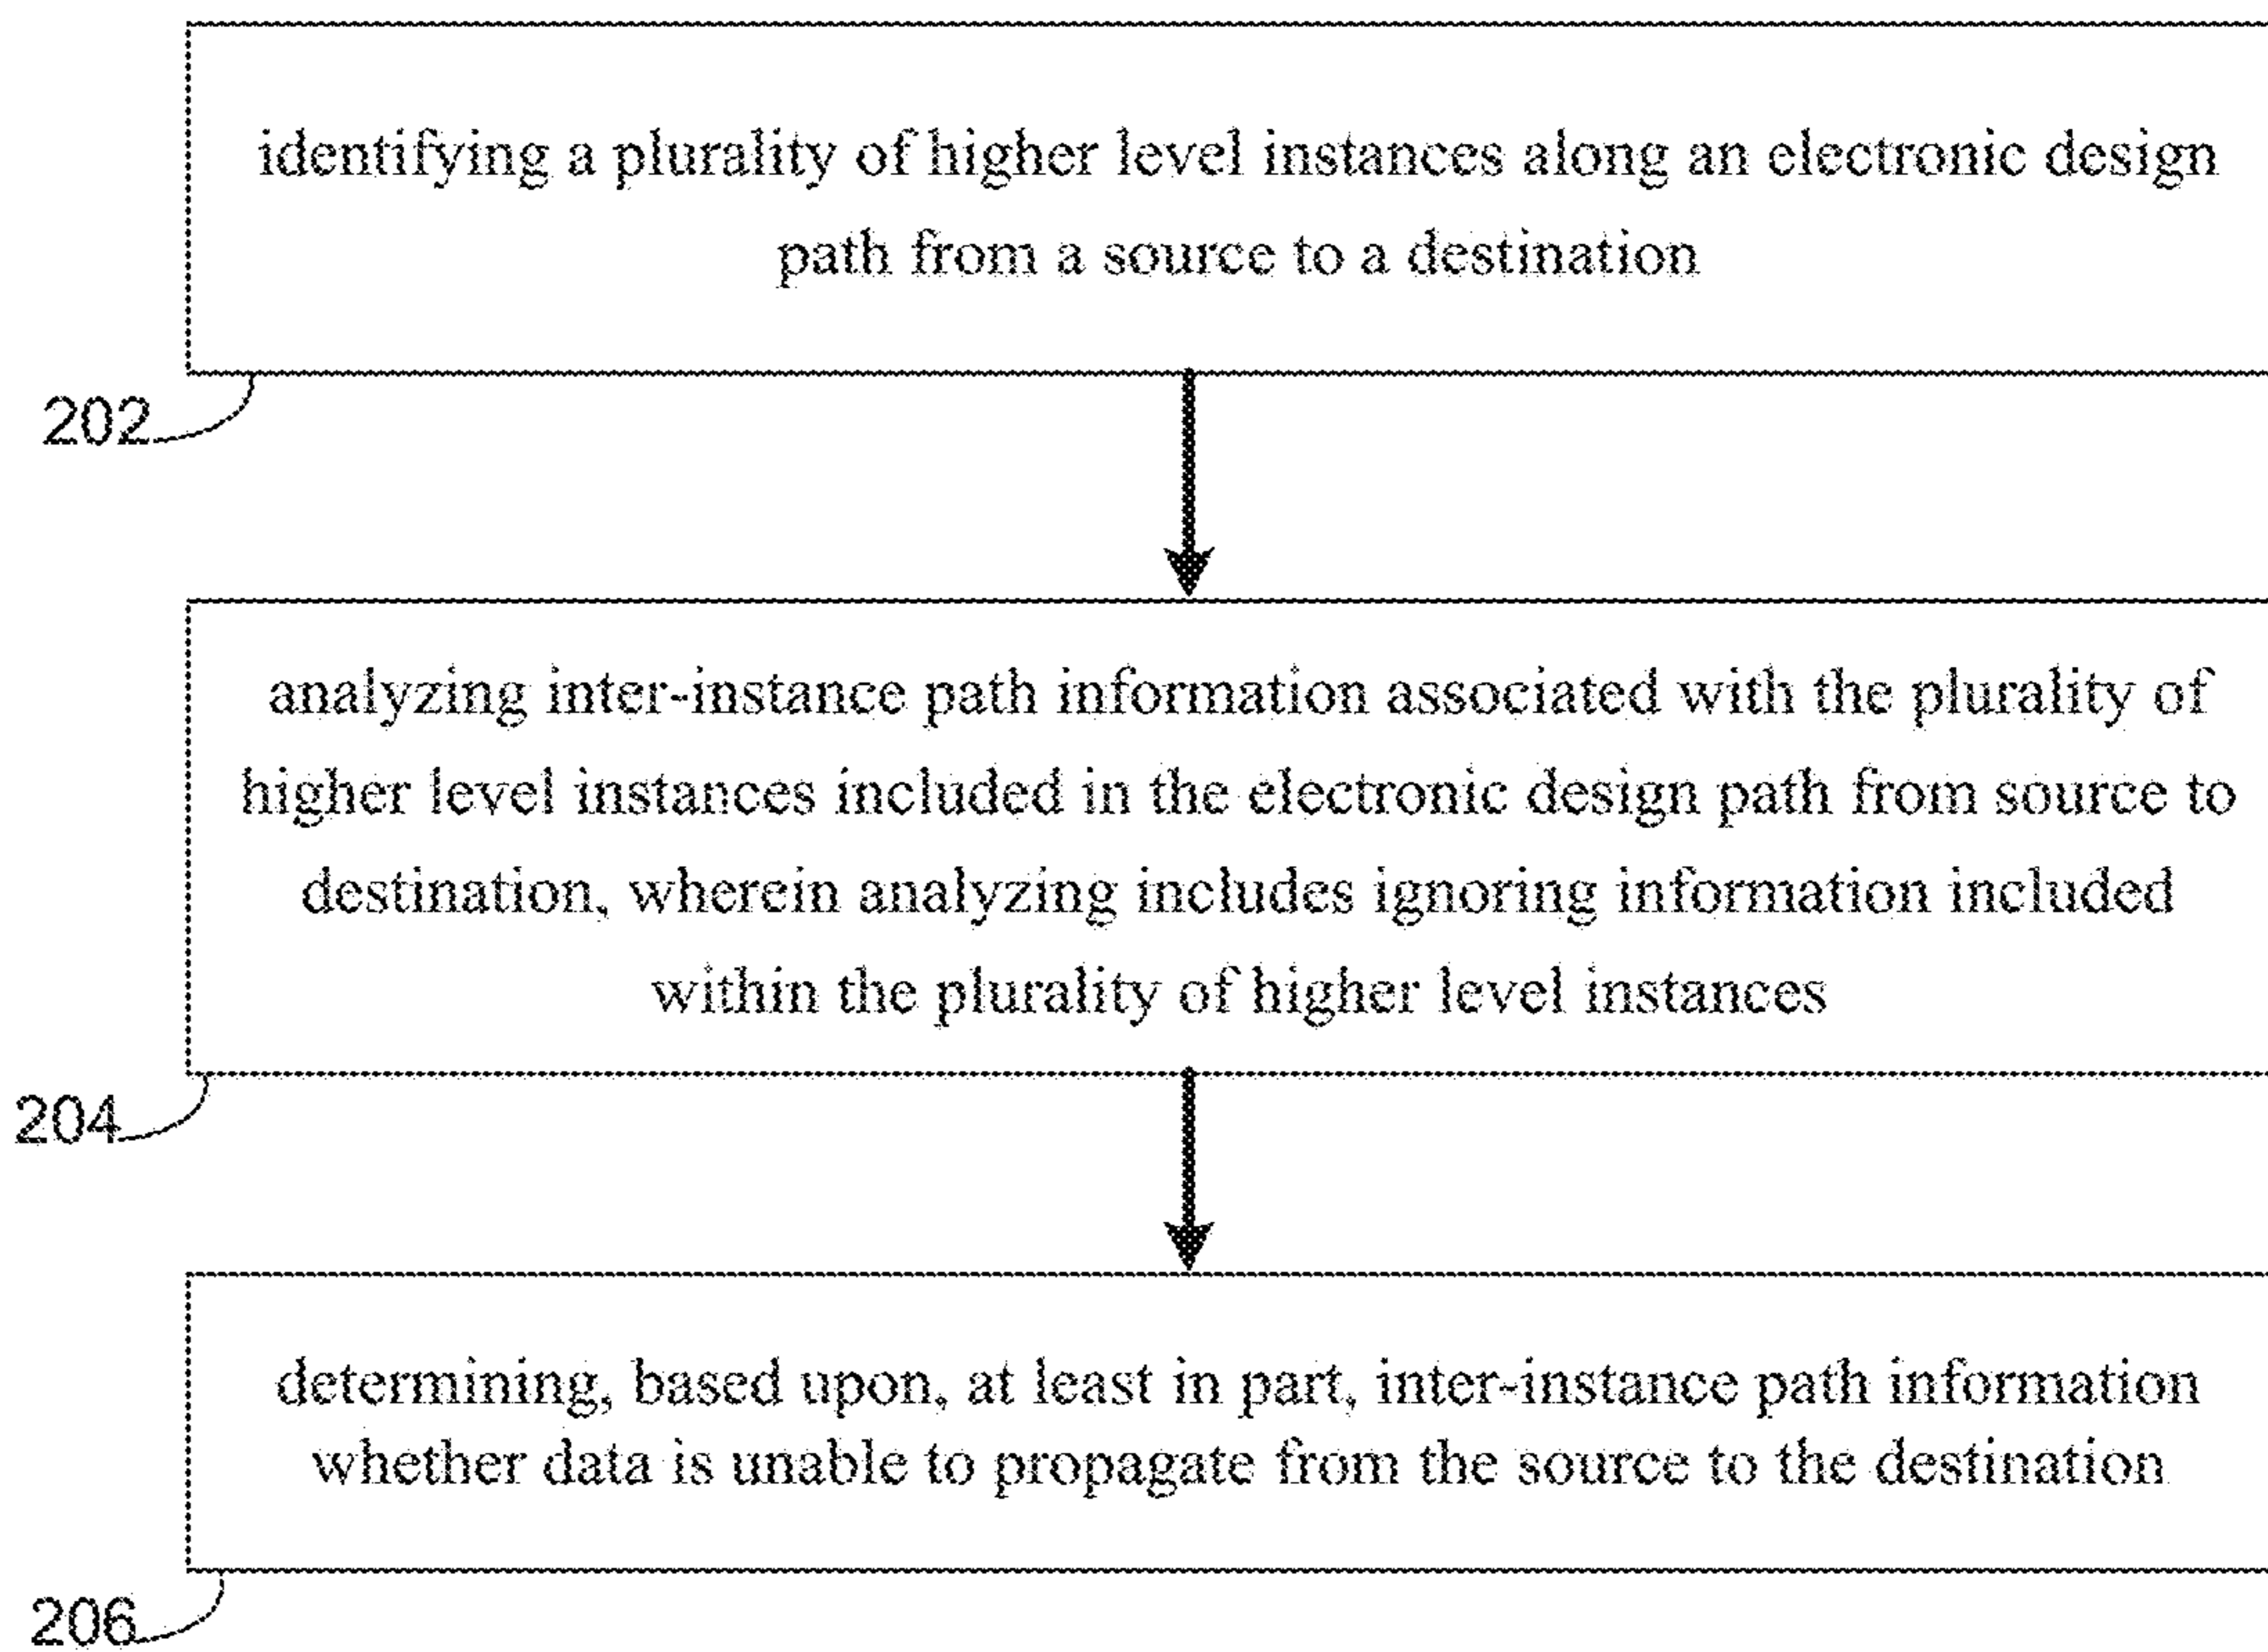 identifying a plurality of higher level instances along an electronic design
path from a source to a destination
202
analyzing inter-instance path information associated with the plurality of
higher level instances included in the electronic design path from source to
destination, wherein analyzing includes ignoring information included
within the plurality of higher level instances
204
determining, based upon, at least in part, inter-instance path information
whether data is unable to propagate from the source to the destination
206